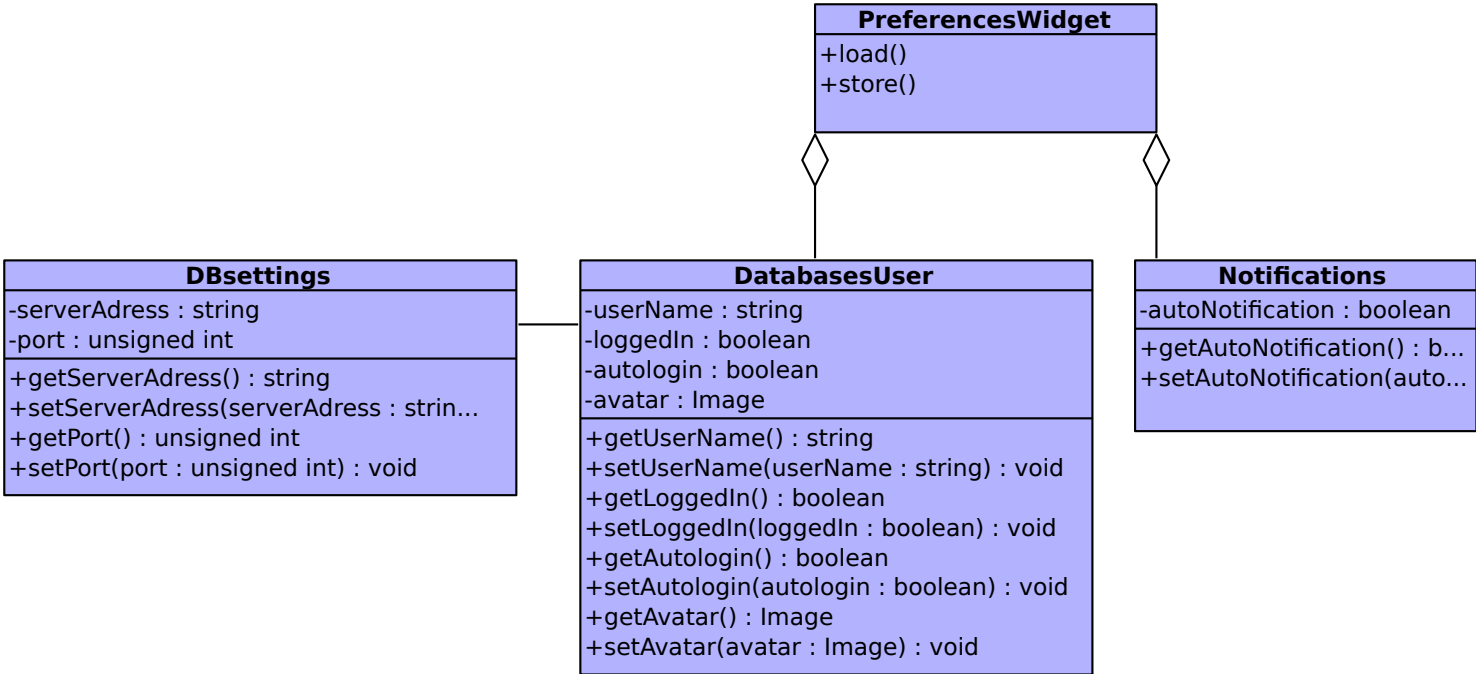 PreferencesWidget
+load()
+store()
DBsettings
-serverAdress : string
-port : unsigned int
+getServerAdress() : string
+setServerAdress(serverAdress : strin...
+getPort() : unsigned int
+setPort(port : unsigned int) : void
DatabasesUser
-userName : string
-loggedIn : boolean
-autologin : boolean
-avatar : Image
+getUserName() : string
+setUserName(userName : string) : void
+getLoggedIn() : boolean
+setLoggedIn(loggedIn : boolean) : void
+getAutologin() : boolean
+setAutologin(autologin : boolean) : void
+getAvatar() : Image
+setAvatar(avatar : Image) : void
Notifications
-autoNotification : boolean
+getAutoNotification() : b...
+setAutoNotification(auto...